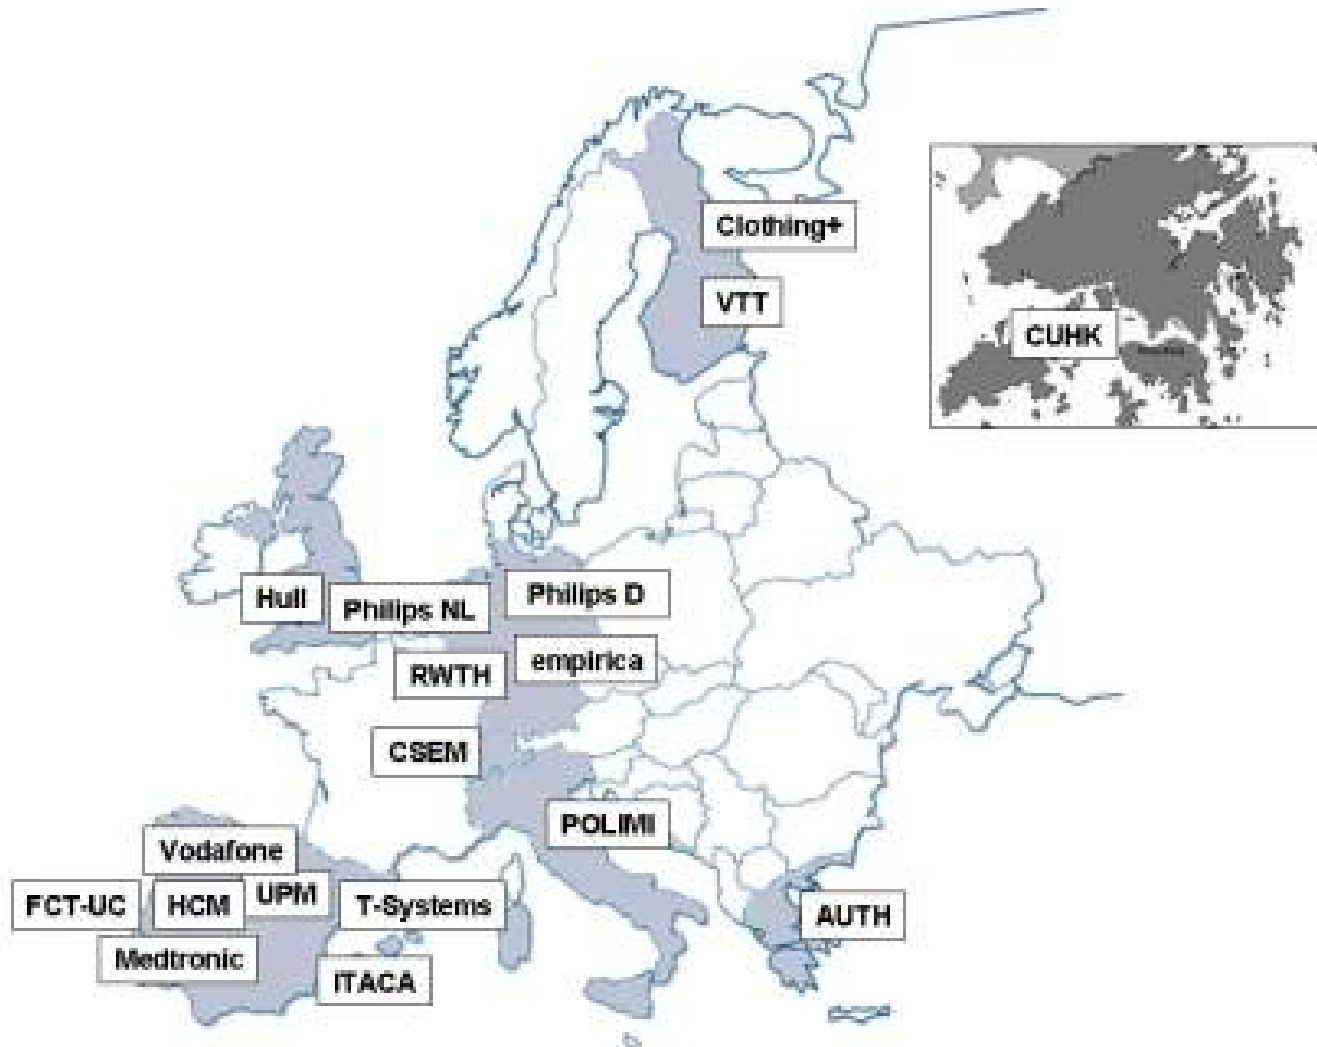 Clothing+
VTT
CUHK
Hull
Philips NL
Philips D
RWTH
empirica
CSEM
POLIMI
Vodafone
FCT-UC
HCM
UPM
T-Systems
AUTH
Medtronic
ITACA